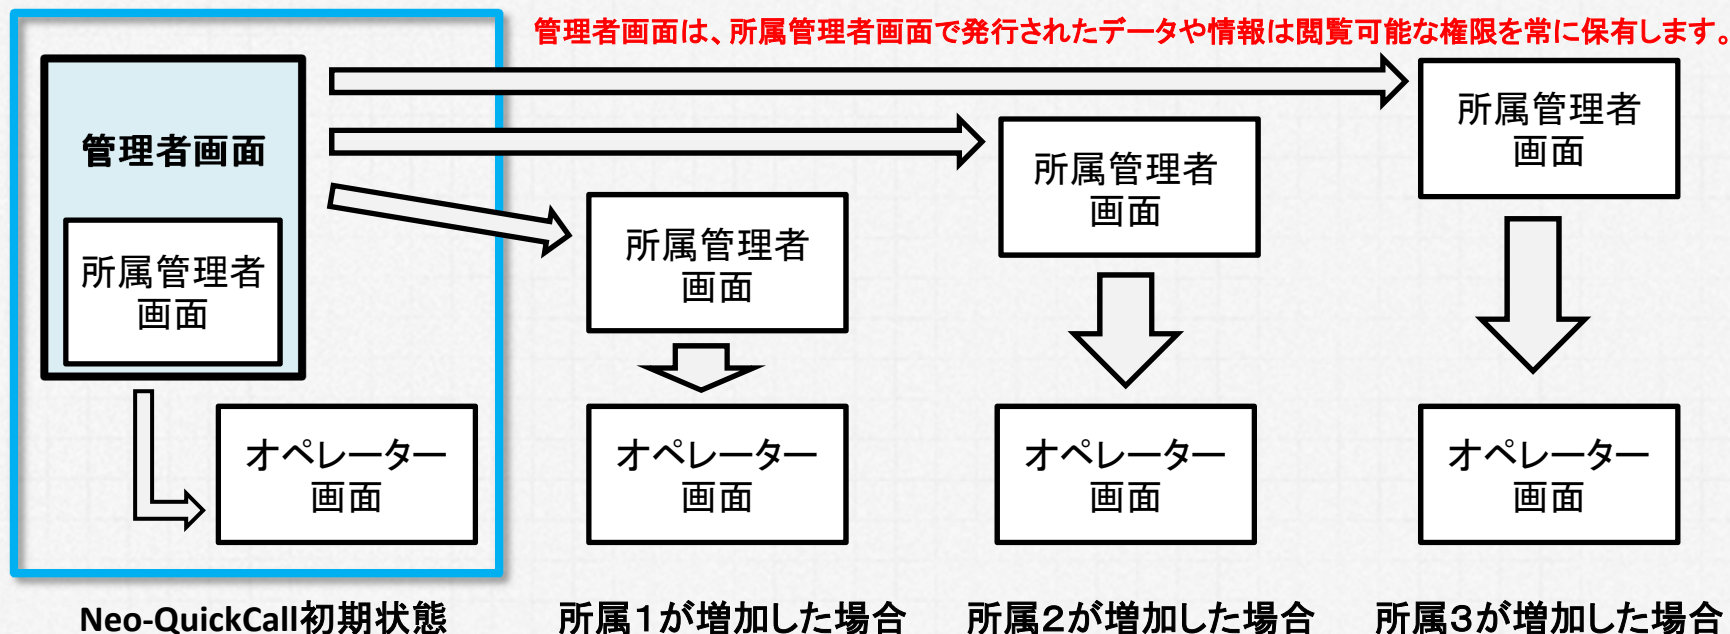 管理者画面は、所属管理者画面で発行されたデータや情報は閲覧可能な権限を常に保有します。
管理者画面
所属管理者
画面
オペレーター
画面
Neo-QuickCall初期状態
所属管理者
画面
オペレーター
画面
所属１が増加した場合
所属管理者
画面
オペレーター
画面
所属２が増加した場合
所属管理者
画面
オペレーター
画面
所属３が増加した場合